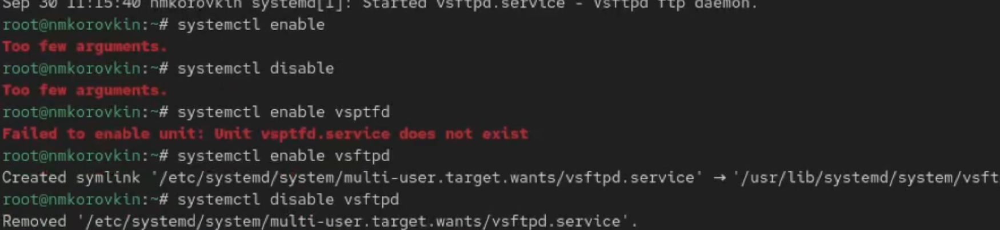 Sep 30 11:15:40 nmkorovkin systemd[1]: Started vsftpd.service - Vsftpd ftp daemon.
root@nmkorovkin:~# systemctl enable
Too few arguments.
root@nmkorovkin:~# systemctl disable
Too few arguments.
root@nmkorovkin:~# systemctl enable vsptfd
Failed to enable unit: Unit vsptfd.service does not exist
root@nmkorovkin:~# systemctl enable vsftpd
Created symlink '/etc/systemd/system/multi-user.target.wants/vsftpd.service' → '/usr/lib/systemd/system/vsft
root@nmkorovkin:~# systemctl disable vsftpd
Removed '/etc/systemd/system/multi-user.target.wants/vsftpd.service'.